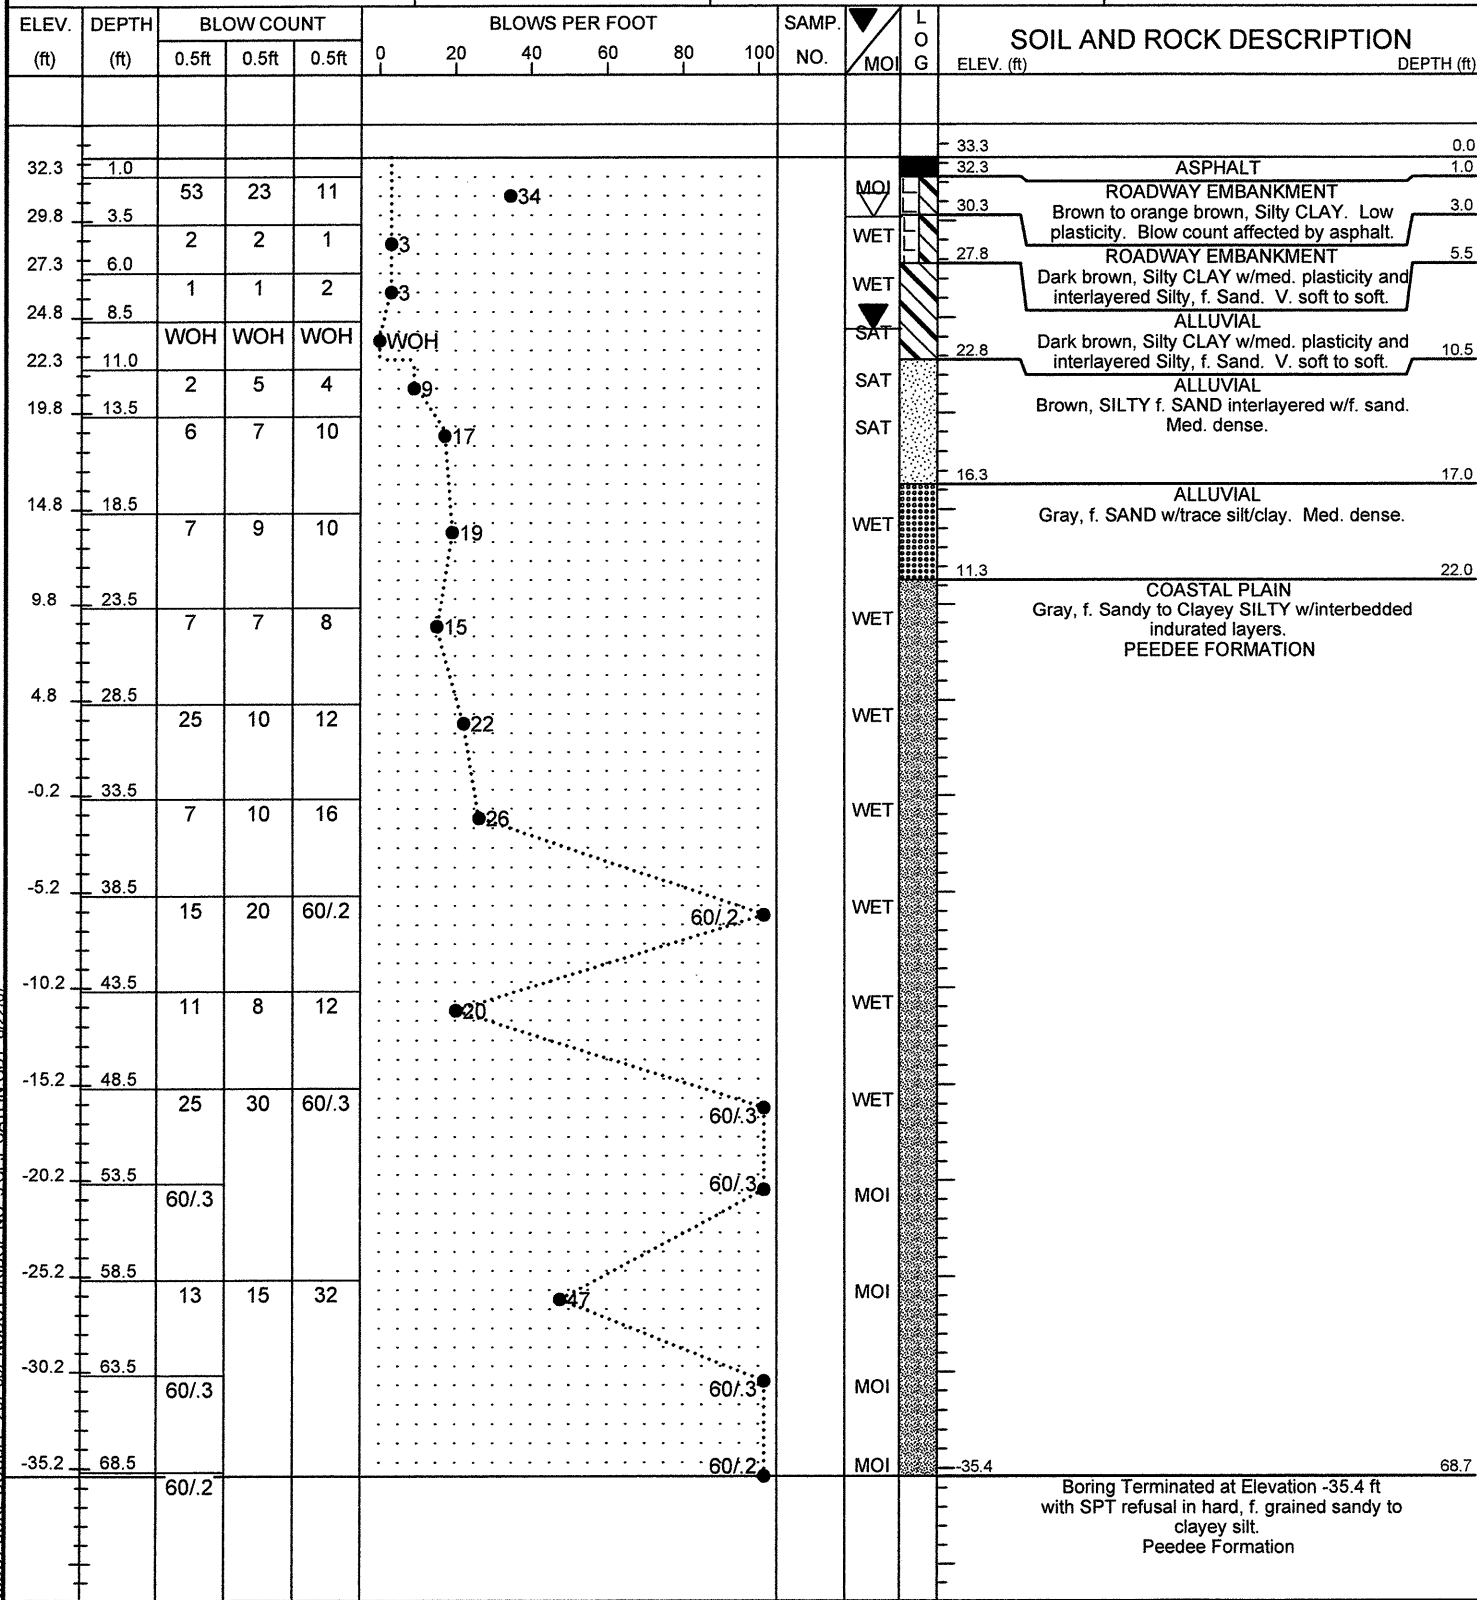 ELEV. DEPTH BLOW COUNT BLOWS PER FOOT SAMP. L
(ft) (ft) 0.5ft 0.5ft 0.5ft 0 20 40 60 80 100 NO. MOI O G SOIL AND ROCK DESCRIPTION
ELEV. (ft) DEPTH (ft)
33.3 0.0
32.3 1.0 32.3 ASPHALT 1.0
53 23 11 34 MOI ROADWAY EMBANKMENT
30.3 Brown to orange brown, Silty CLAY. Low 3.0
29.8 3.5 plasticity. Blow count affected by asphalt.
2 2 1 3 WET
27.8 ROADWAY EMBANKMENT 5.5
27.3 6.0 Dark brown, Silty CLAY w/med. plasticity and
1 1 2 3 WET interlayered Silty, f. Sand. V. soft to soft.
24.8 8.5 ALLUVIAL
WOH WOH WOH WOH SAT Dark brown, Silty CLAY w/med. plasticity and
22.8 interlayered Silty, f. Sand. V. soft to soft. 10.5
22.3 11.0
2 5 4 9 SAT ALLUVIAL
19.8 13.5 Brown, SILTY f. SAND interlayered w/f. sand.
6 7 10 17 SAT Med. dense.
16.3 17.0
14.8 18.5 ALLUVIAL
7 9 10 19 WET Gray, f. SAND w/trace silt/clay. Med. dense.
11.3 22.0
9.8 23.5 COASTAL PLAIN
7 7 8 15 WET Gray, f. Sandy to Clayey SILTY w/interbedded
indurated layers.
PEEDEE FORMATION
4.8 28.5
25 10 12 22 WET
-0.2 33.5
7 10 16 26 WET
-5.2 38.5
15 20 60/.2 60/.2 WET
-10.2 43.5
11 8 12 20 WET
-15.2 48.5
25 30 60/.3 60/.3 WET
-20.2 53.5
60/.3 60/.3 MOI
-25.2 58.5
13 15 32 47 MOI
-30.2 63.5
60/.3 60/.3 MOI
-35.2 68.5 60/.2 MOI -35.4 68.7
60/.2 Boring Terminated at Elevation -35.4 ft
with SPT refusal in hard, f. grained sandy to
clayey silt.
Peedee Formation